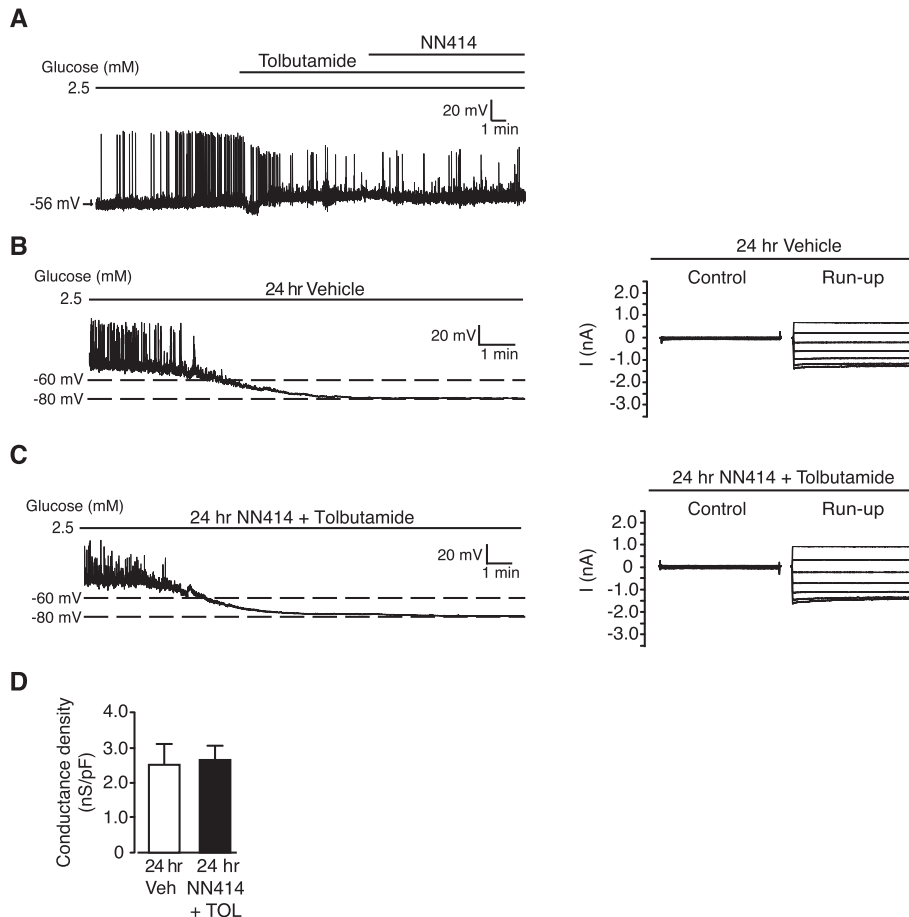 A
NN414
Tolbutamide
Glucose (mM)
2.5
20 mV
1 min
-56 mV
B
24 hr Vehicle
Glucose (mM)
24 hr Vehicle
Control
Run-up
2.5
2.0
1.0
0
-1.0
-2.0
-3.0
I (nA)
20 mV
1 min
-60 mV
-80 mV
C
24 hr NN414 + Tolbutamide
Glucose (mM)
24 hr NN414 + Tolbutamide
Control
Run-up
2.5
2.0
1.0
0
-1.0
-2.0
-3.0
I (nA)
20 mV
1 min
-60 mV
-80 mV
D
Conductance density
(nS/pF)
4.0
3.0
2.0
1.0
0
24 hr
Veh
24 hr
NN414
+ TOL